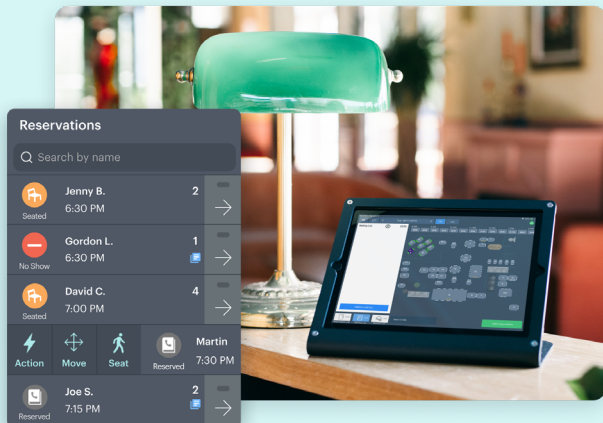 Reservations
Search by name
Jenny B. 2
Seated 6:30 PM
Gordon L. 1
No Show 6:30 PM
David C. 4
Seated 7:00 PM
Action Move Seat Reserved Martin 7:30 PM
Joe S. 2
Reserved 7:15 PM